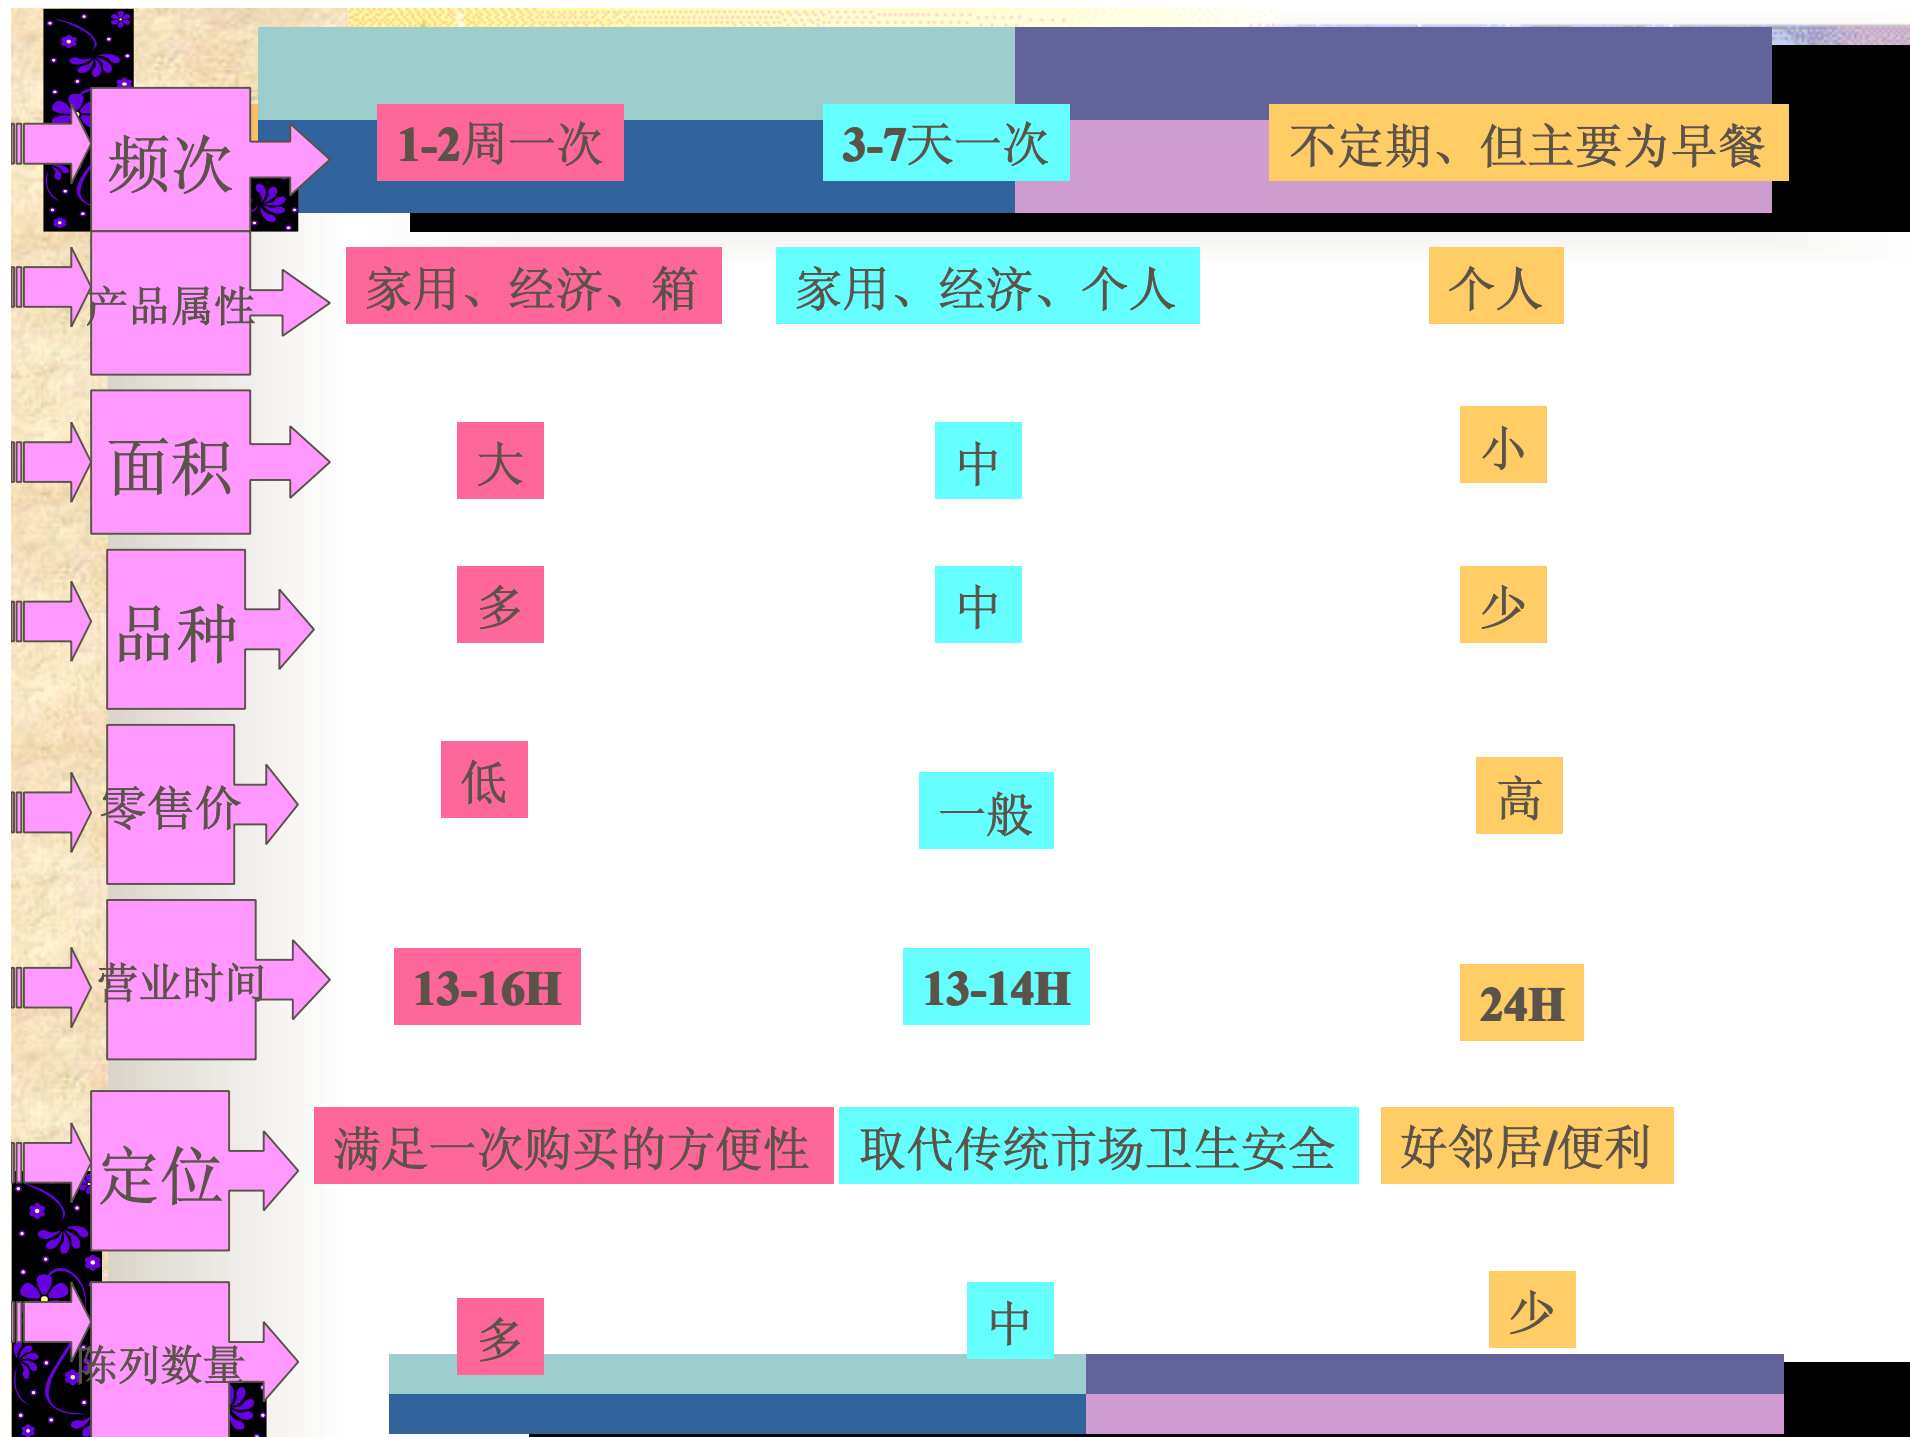 频次
1-2周一次
3-7天一次
不定期、但主要为早餐
产品属性
家用、经济、箱
家用、经济、个人
个人
面积
大
中
小
品种
多
中
少
零售价
低
一般
高
营业时间
13-16H
13-14H
24H
定位
满足一次购买的方便性
取代传统市场卫生安全
好邻居/便利
陈列数量
多
中
少